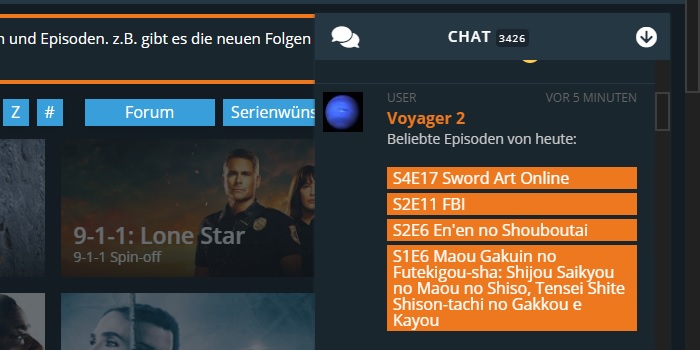 n und Episoden. z.B. gibt es die neuen Folgen
Z
#
Forum
Serienwüns
9-1-1: Lone Star
9-1-1 Spin-off
CHAT 3426
USER
VOR 5 MINUTEN
Voyager 2
Beliebte Episoden von heute:
S4E17 Sword Art Online
S2E11 FBI
S2E6 En'en no Shouboutai
S1E6 Maou Gakuin no
Futekigou-sha: Shijou Saikyou
no Maou no Shiso, Tensei Shite
Shison-tachi no Gakkou e
Kayou